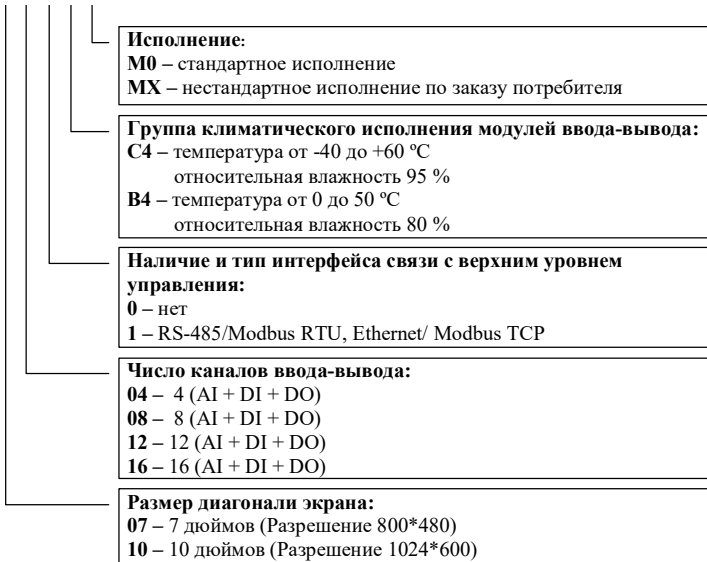 Исполнение:
М0 – стандартное исполнение
МХ – нестандартное исполнение по заказу потребителя
Группа климатического исполнения модулей ввода-вывода:
С4 – температура от -40 до +60 ºС
относительная влажность 95 %
В4 – температура от 0 до 50 ºС
относительная влажность 80 %
Наличие и тип интерфейса связи с верхним уровнем
управления:
0 – нет
1 – RS-485/Modbus RTU, Ethernet/ Modbus TCP
Число каналов ввода-вывода:
04 – 4 (AI + DI + DO)
08 – 8 (AI + DI + DO)
12 – 12 (AI + DI + DO)
16 – 16 (AI + DI + DO)
Размер диагонали экрана:
07 – 7 дюймов (Разрешение 800*480)
10 – 10 дюймов (Разрешение 1024*600)